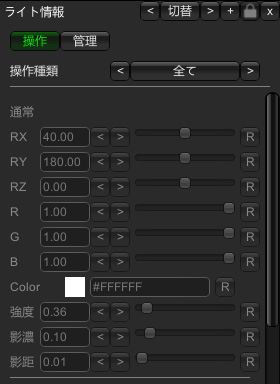 ライト情報 < 切替 > + x
操作 管理
操作種類 < 全て >
通常
RX 40.00 < > R
RY 180.00 < > R
RZ 0.00 < > R
R 1.00 < > R
G 1.00 < > R
B 1.00 < > R
Color #FFFFFF R
強度 0.36 < > R
影濃 0.10 < > R
影距 0.01 < > R